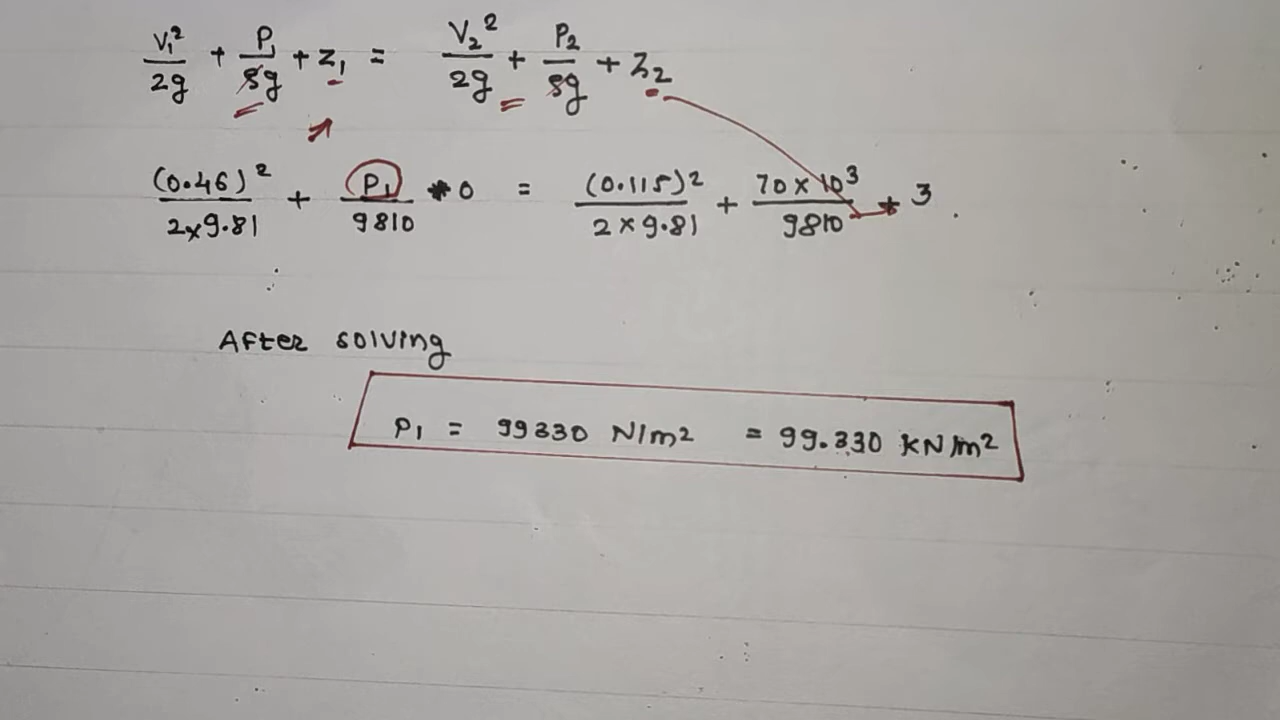 V₁²/2g + P₁/ρg + z₁ = V₂²/2g + P₂/ρg + z₂
(0.46)²/2×9.81 + P₁/9810 + 0 = (0.115)²/2×9.81 + 70×10³/9810 + 3
After solving
P₁ = 99330 N/m² = 99.330 KN/m²